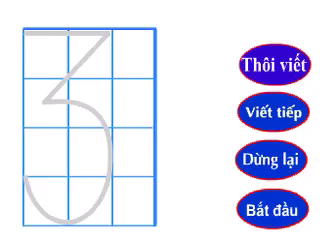 3
Thôi viết
Viết tiếp
Dừng lại
Bắt đầu